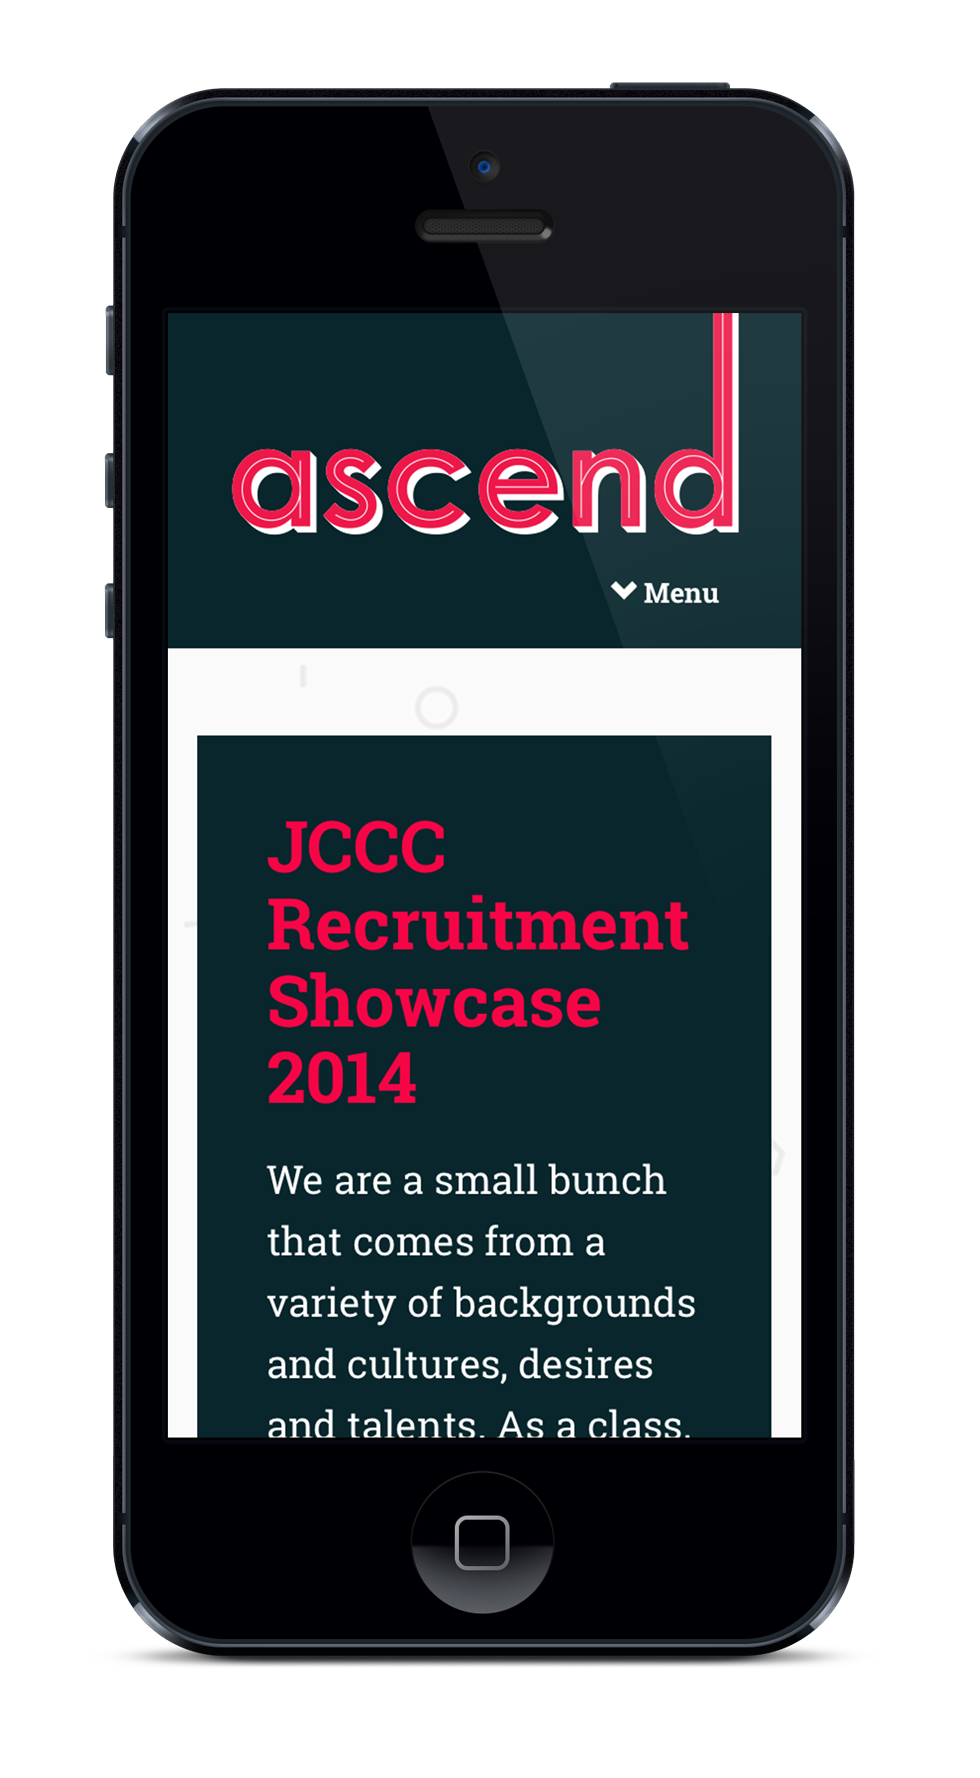 ascend
Menu
JCCC
Recruitment
Showcase
2014
We are a small bunch
that comes from a
variety of backgrounds
and cultures, desires
and talents. As a class,